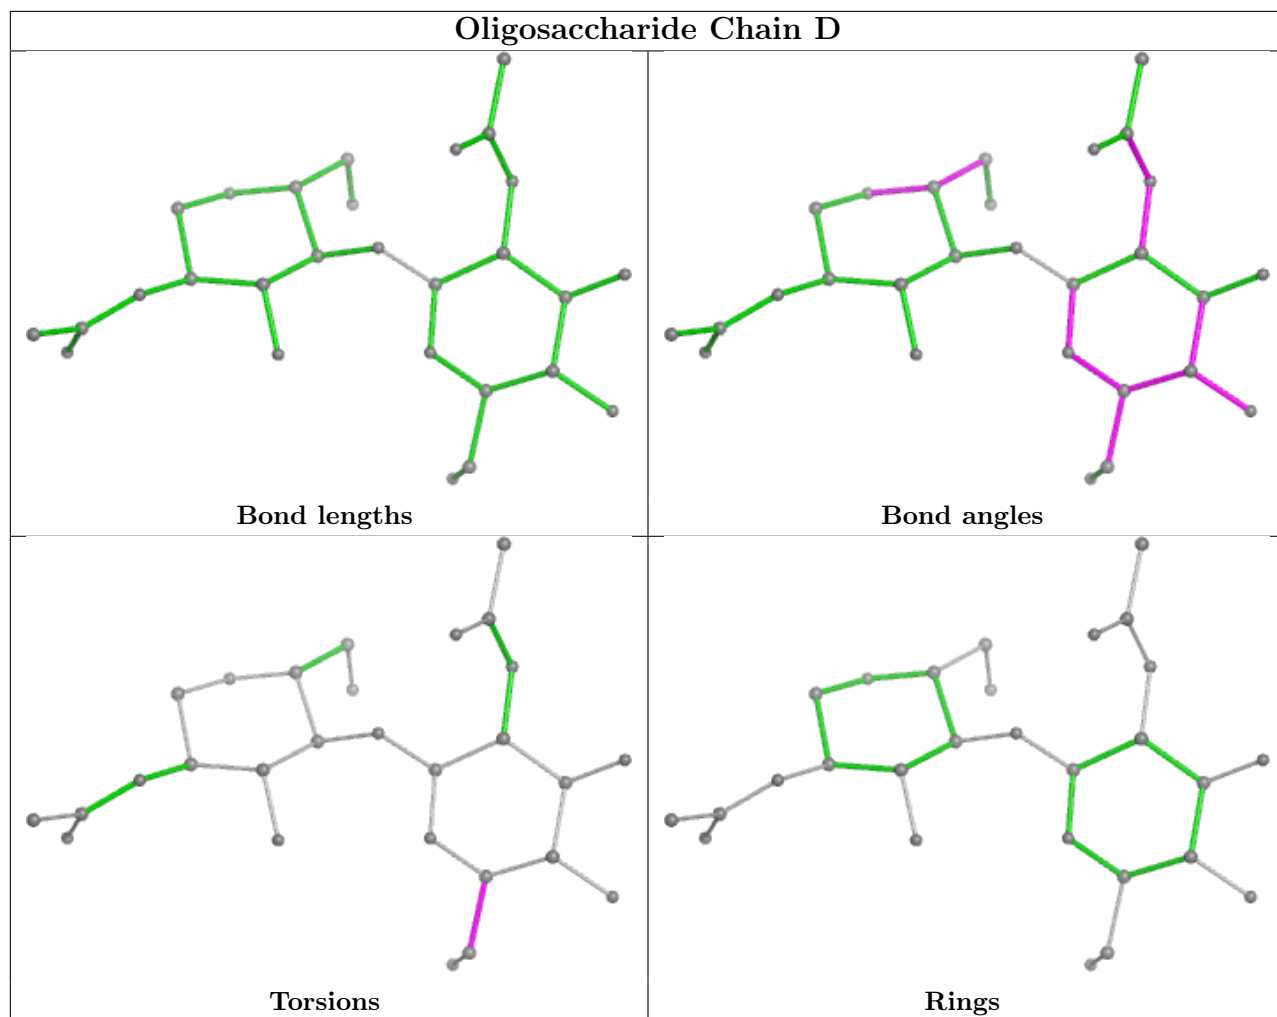 Oligosaccharide Chain D
Bond lengths
Bond angles
Torsions
Rings